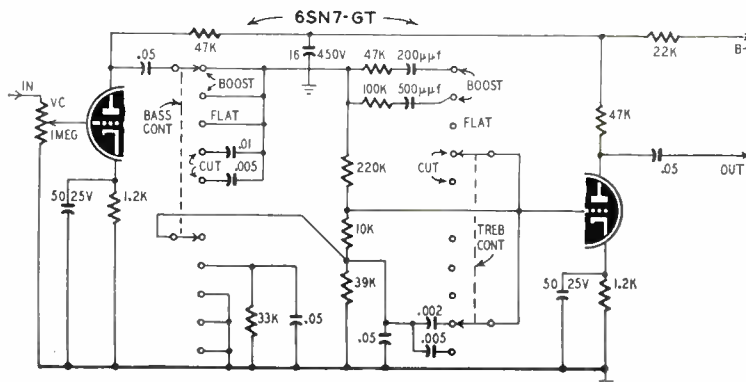 6SN7-GT
47K
.05
16
450V
47K
200μμf
22K
B+
IN
VC
1MEG
BASS
CONT
BOOST
FLAT
CUT
.01
.005
100K
500μμf
BOOST
FLAT
CUT
47K
.05
OUT
220K
50
25V
1.2K
10K
TREB
CONT
39K
33K
.05
.05
.002
.005
50
25V
1.2K